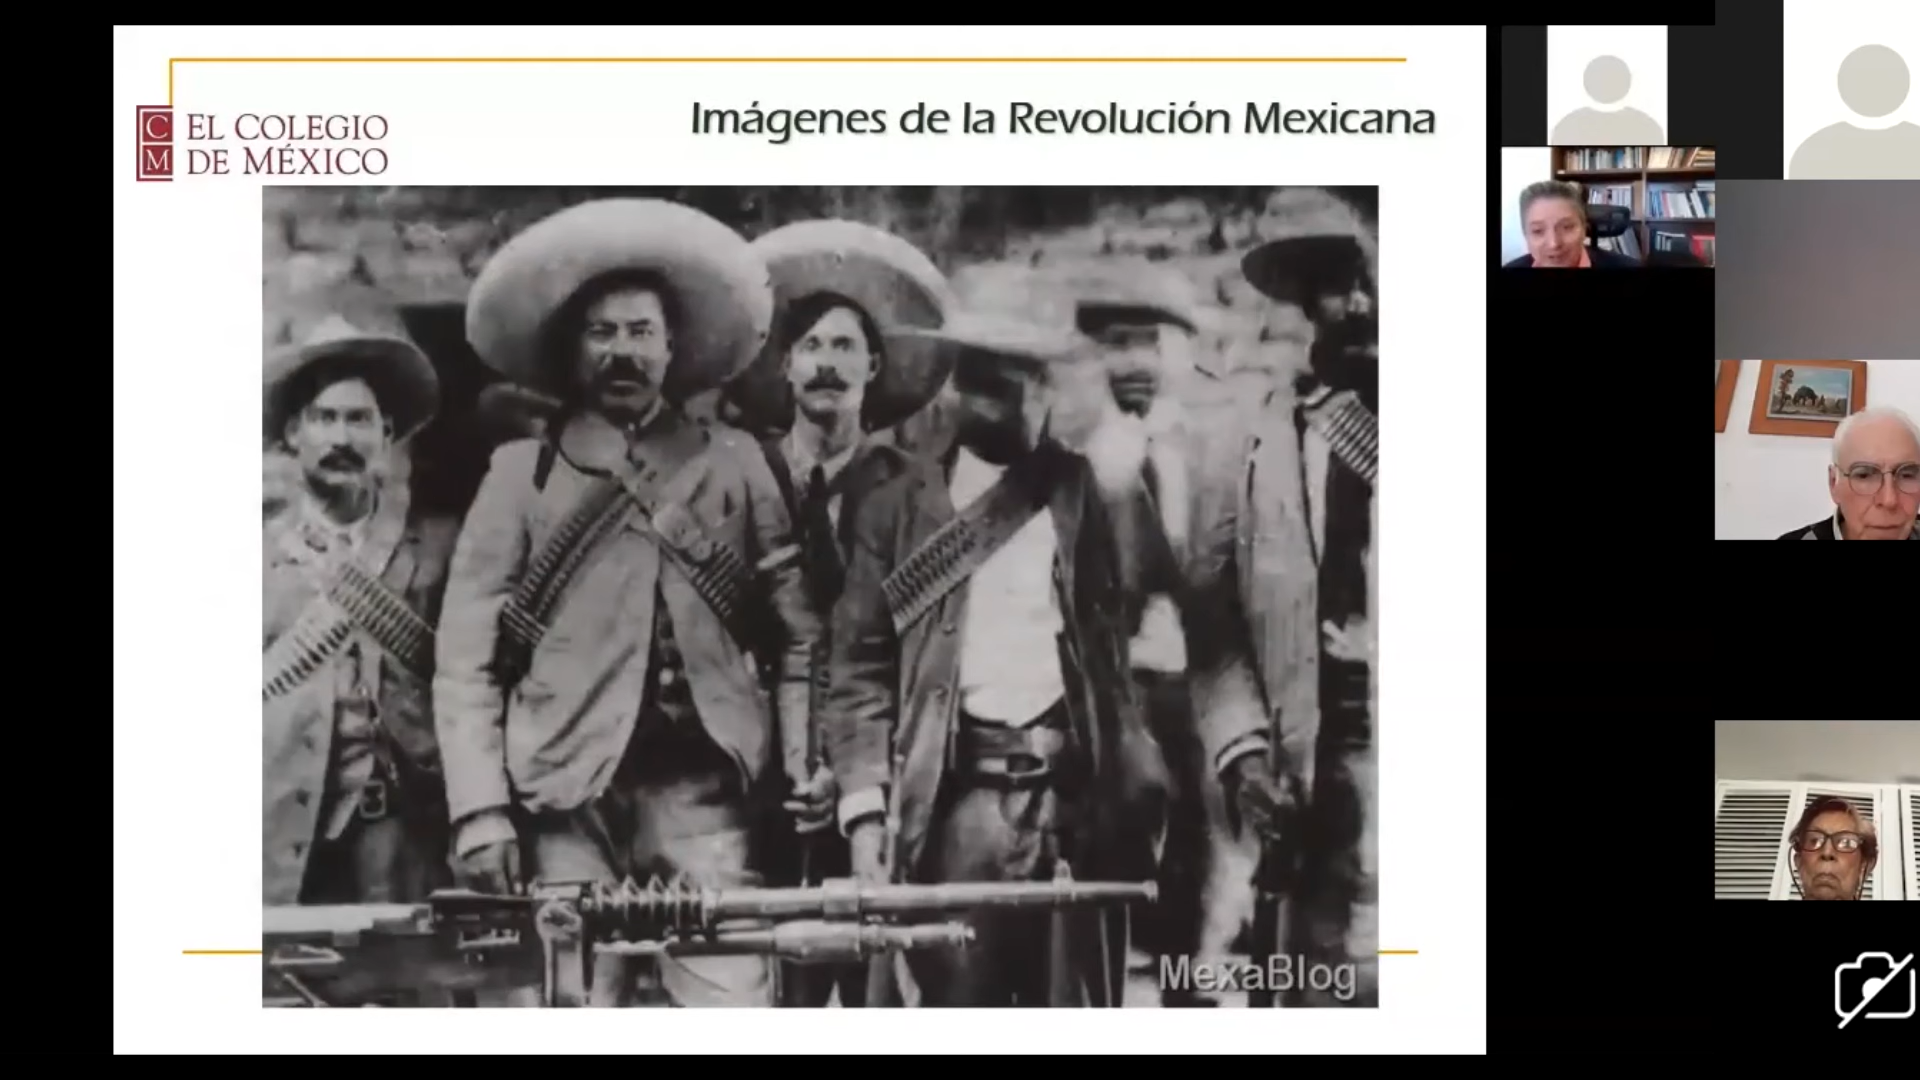 Imágenes de la Revolución Mexicana
C
M
EL COLEGIO
DE MÉXICO
MexaBlog